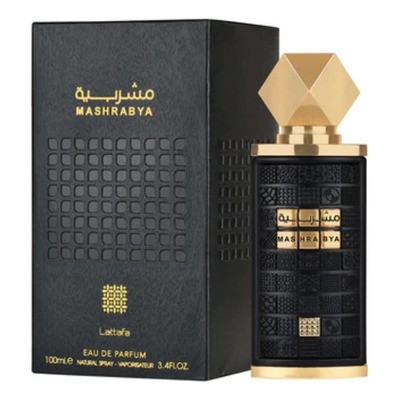 مشربية
MASHRABYA
Lattafa
EAU DE PARFUM
100ml.e NATURAL SPRAY - VAPORISATEUR 3.4FL.OZ.
مشربية
MASHRABYA